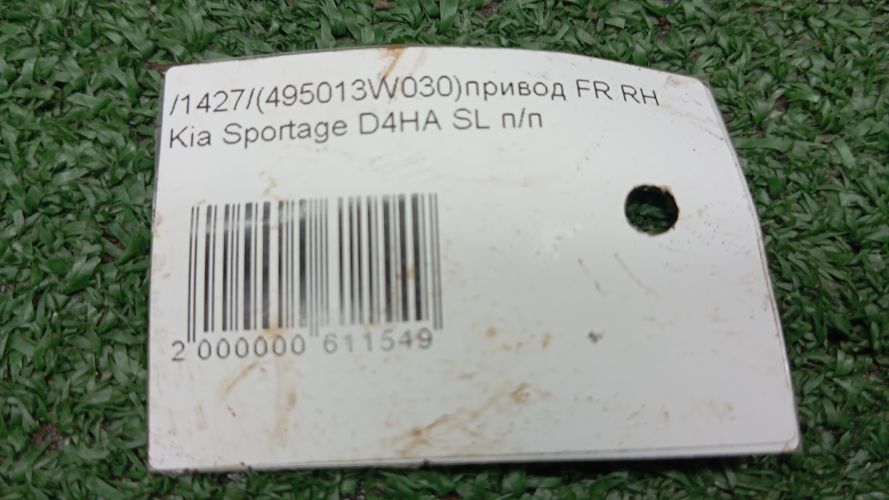 /1427/(495013W030)привод FR RH
Kia Sportage D4HA SL п/п
2 000000 611549